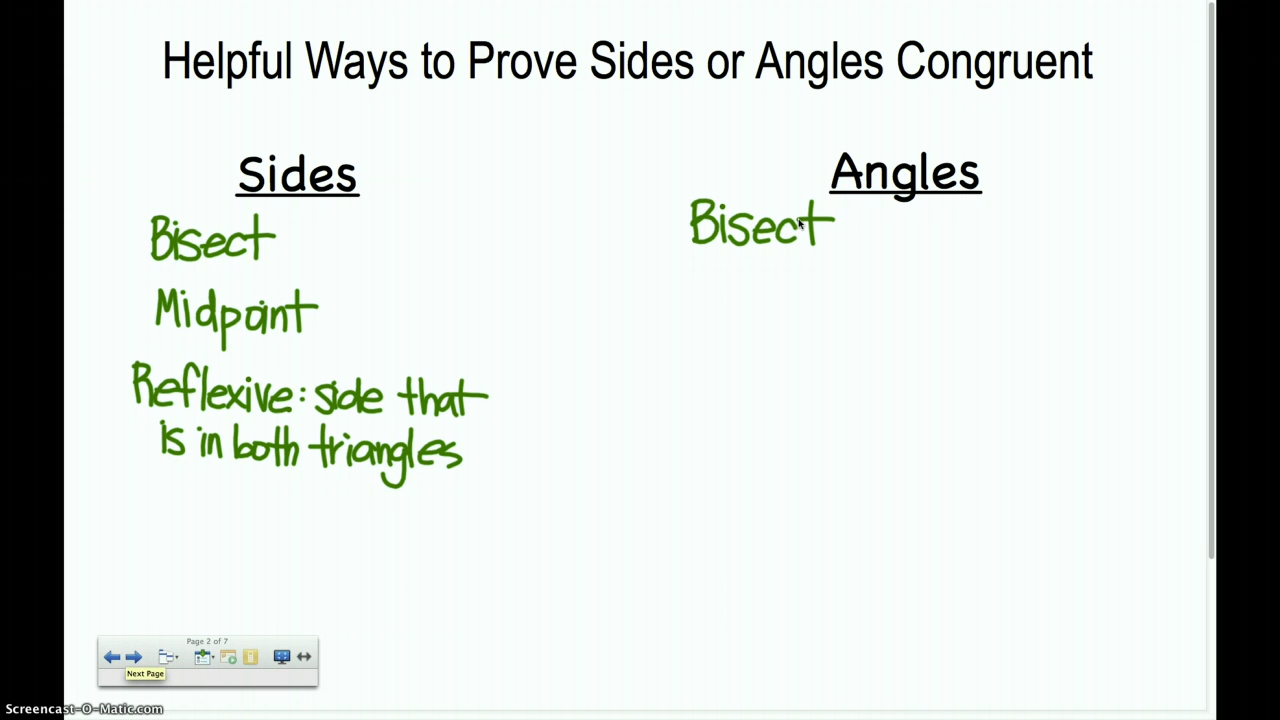 Helpful Ways to Prove Sides or Angles Congruent
Sides
Bisect
Midpoint
Reflexive: side that
is in both triangles
Angles
Bisect
Page 2 of 7
Next Page
Screencast-O-Matic.com